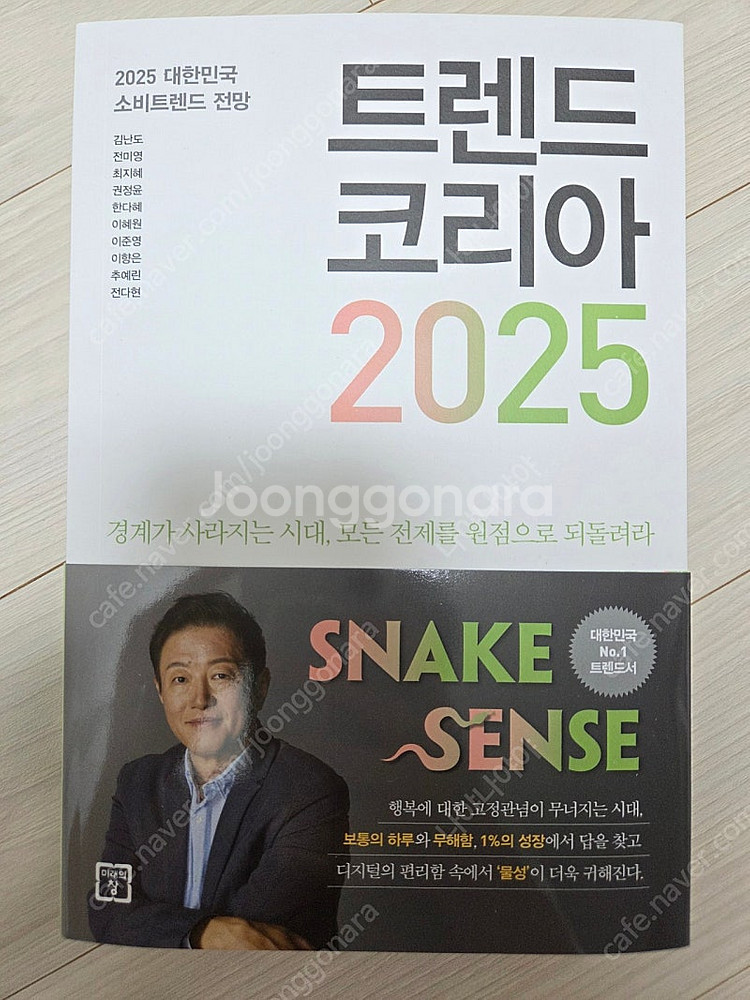 2025 대한민국
소비트렌드 전망
김난도
전미영
최지혜
권정윤
한다혜
이혜원
이준영
이향은
추예린
전다현
트렌드
코리아
2025
Joonggonara
경계가 사라지는 시대, 모든 전제를 원점으로 되돌려라
SNAKE
SENSE
대한민국
No.1
트렌드서
행복에 대한 고정관념이 무너지는 시대,
보통의 하루와 무해함, 1%의 성장에서 답을 찾고
디지털의 편리함 속에서 '물성'이 더욱 귀해진다.
미래의
창
cafe.naver.com/joonggonara